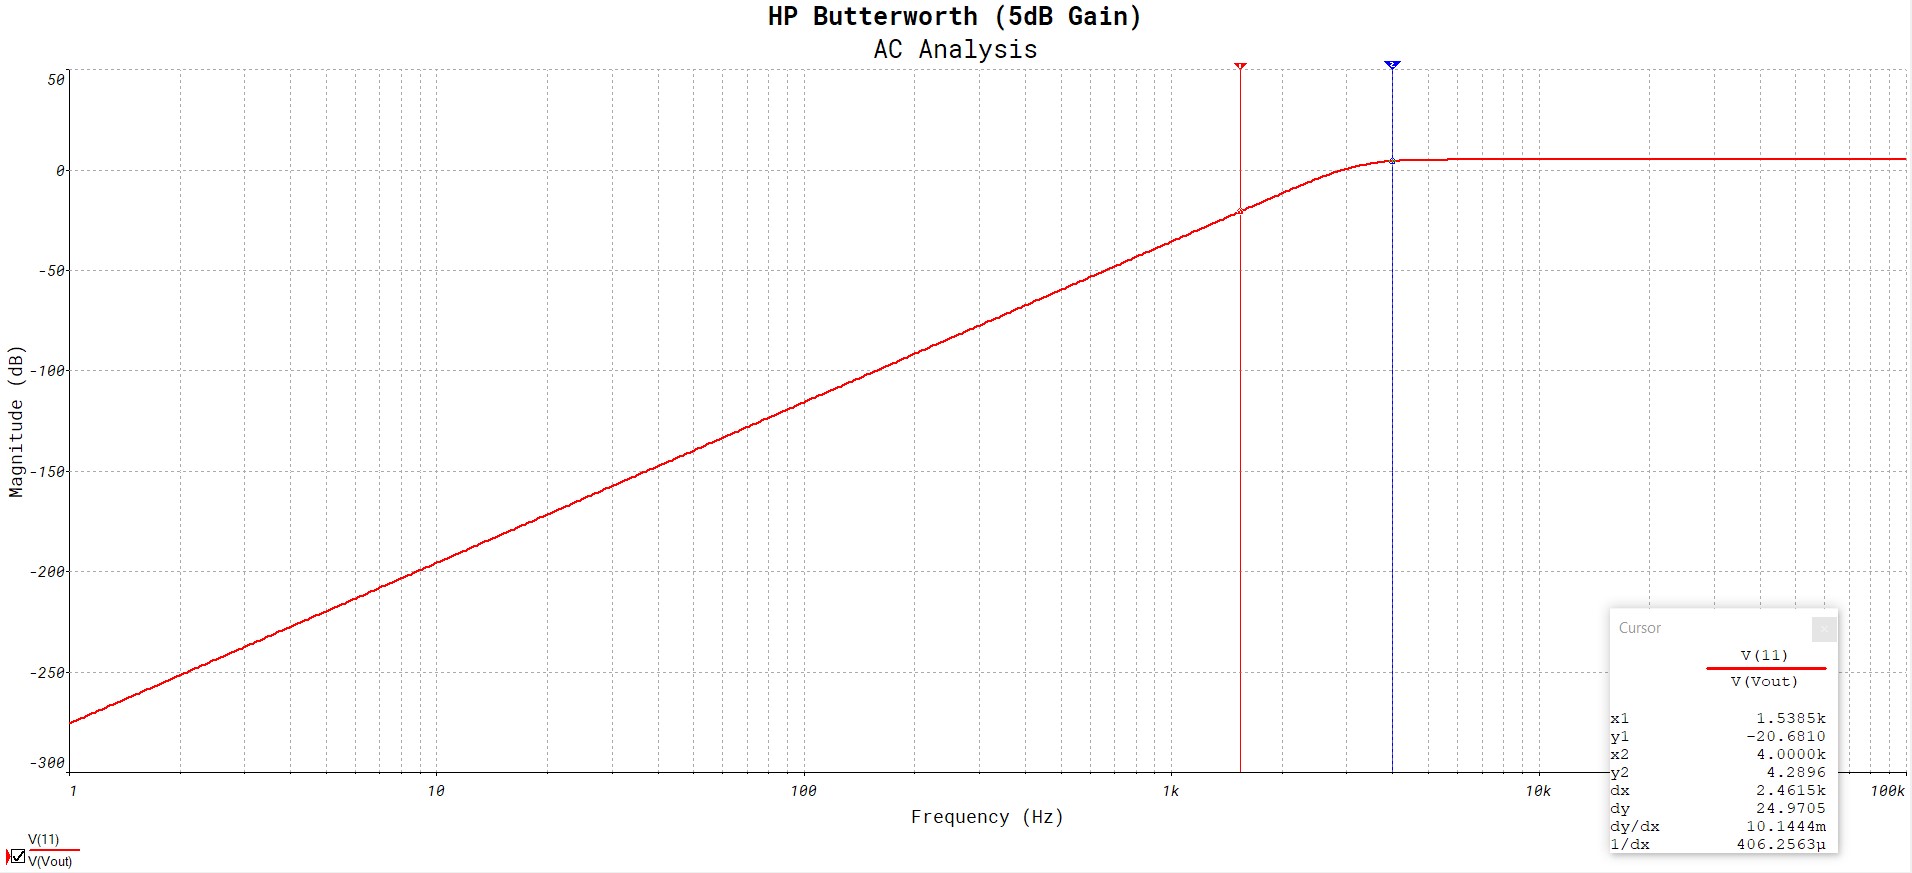 HP Butterworth (5dB Gain)
AC Analysis
50
0
-50
-100
-150
-200
-250
-300
Magnitude (dB)
1
2
1 10 100 1k 10k 100k
Frequency (Hz)
Cursor
V(11)
V(Vout)
x1 1.5385k
y1 -20.6810
x2 4.0000k
y2 4.2896
dx 2.4615k
dy 24.9705
dy/dx 10.1444m
1/dx 406.2563µ
V(11)
V(Vout)